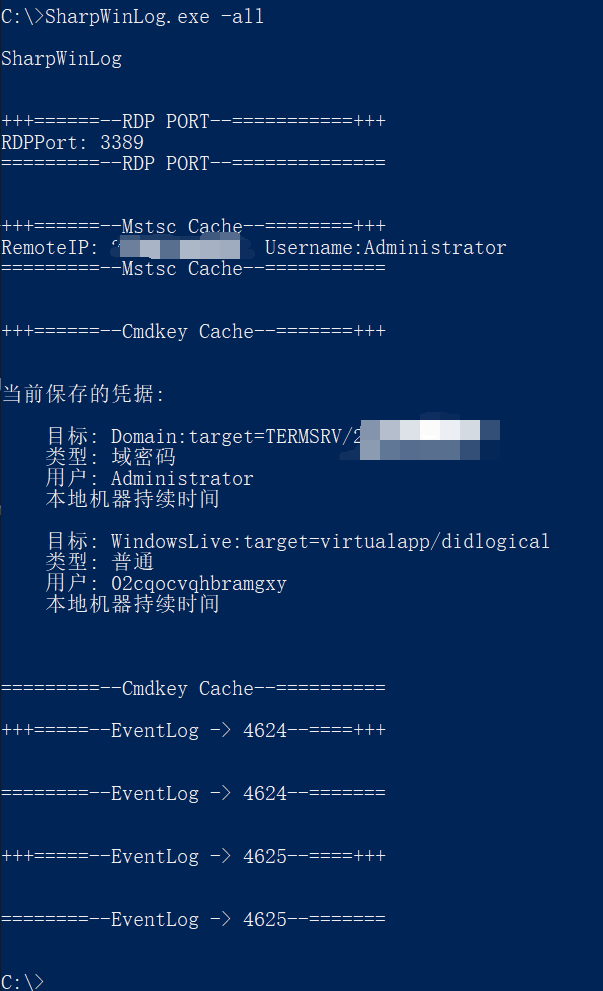 C:\>SharpWinLog.exe -all
SharpWinLog
+++======--RDP PORT--===========+++
RDPPort: 3389
=========--RDP PORT--==============
+++======--Mstsc Cache--========+++
RemoteIP: Username:Administrator
=========--Mstsc Cache--===========
+++======--Cmdkey Cache--=======+++
当前保存的凭据:
目标: Domain:target=TERMSRV/2
类型: 域密码
用户: Administrator
本地机器持续时间
目标: WindowsLive:target=virtualapp/didlogical
类型: 普通
用户: 02cqocvqhbramgxy
本地机器持续时间
=========--Cmdkey Cache--==========
+++=====--EventLog -> 4624--====+++
========--EventLog -> 4624--=======
+++=====--EventLog -> 4625--====+++
========--EventLog -> 4625--=======
C:\>